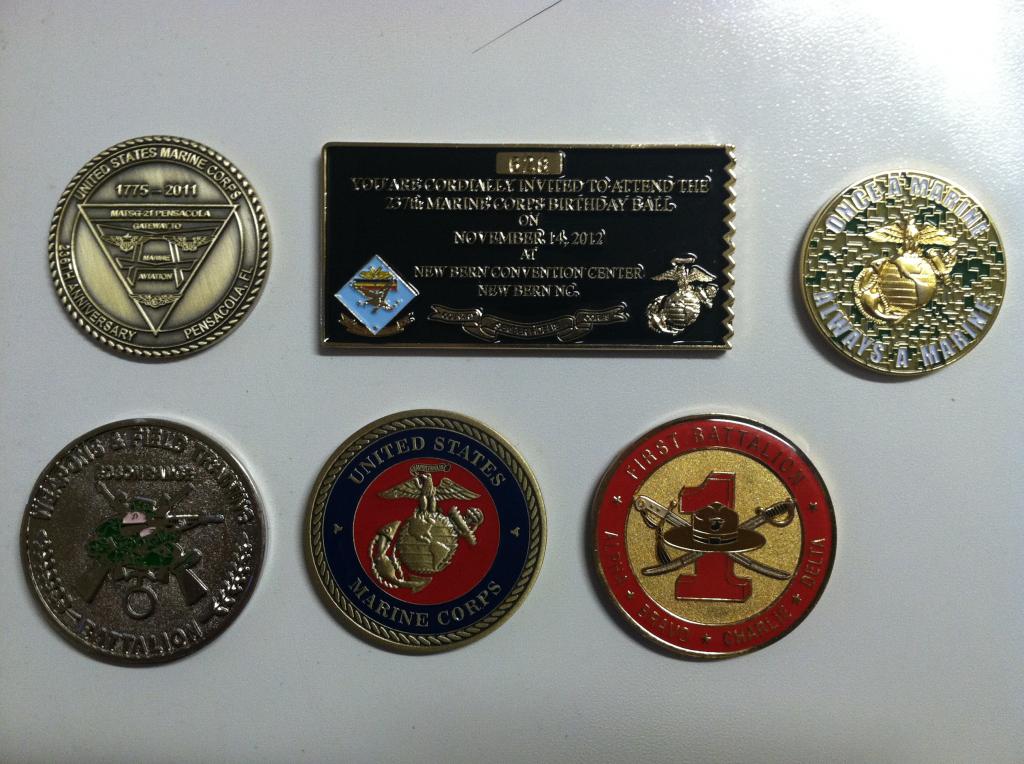 UNITED STATES MARINE CORPS
1775 - 2011
MATSG-21 PENSACOLA
GATEWAY TO
MARINE
AVIATION
236TH ANNIVERSARY
PENSACOLA, FL
628
YOU ARE CORDIALLY INVITED TO ATTEND THE
237th MARINE CORPS BIRTHDAY BALL
ON
NOVEMBER 14, 2012
AT
NEW BERN CONVENTION CENTER
NEW BERN NC.
ONCE A MARINE
ALWAYS A MARINE
WEAPONS & FIELD TRAINING
EDSON RANGE
BATTALION
UNITED STATES
MARINE CORPS
FIRST BATTALION
1
ALPHA ★ BRAVO ★ CHARLIE ★ DELTA